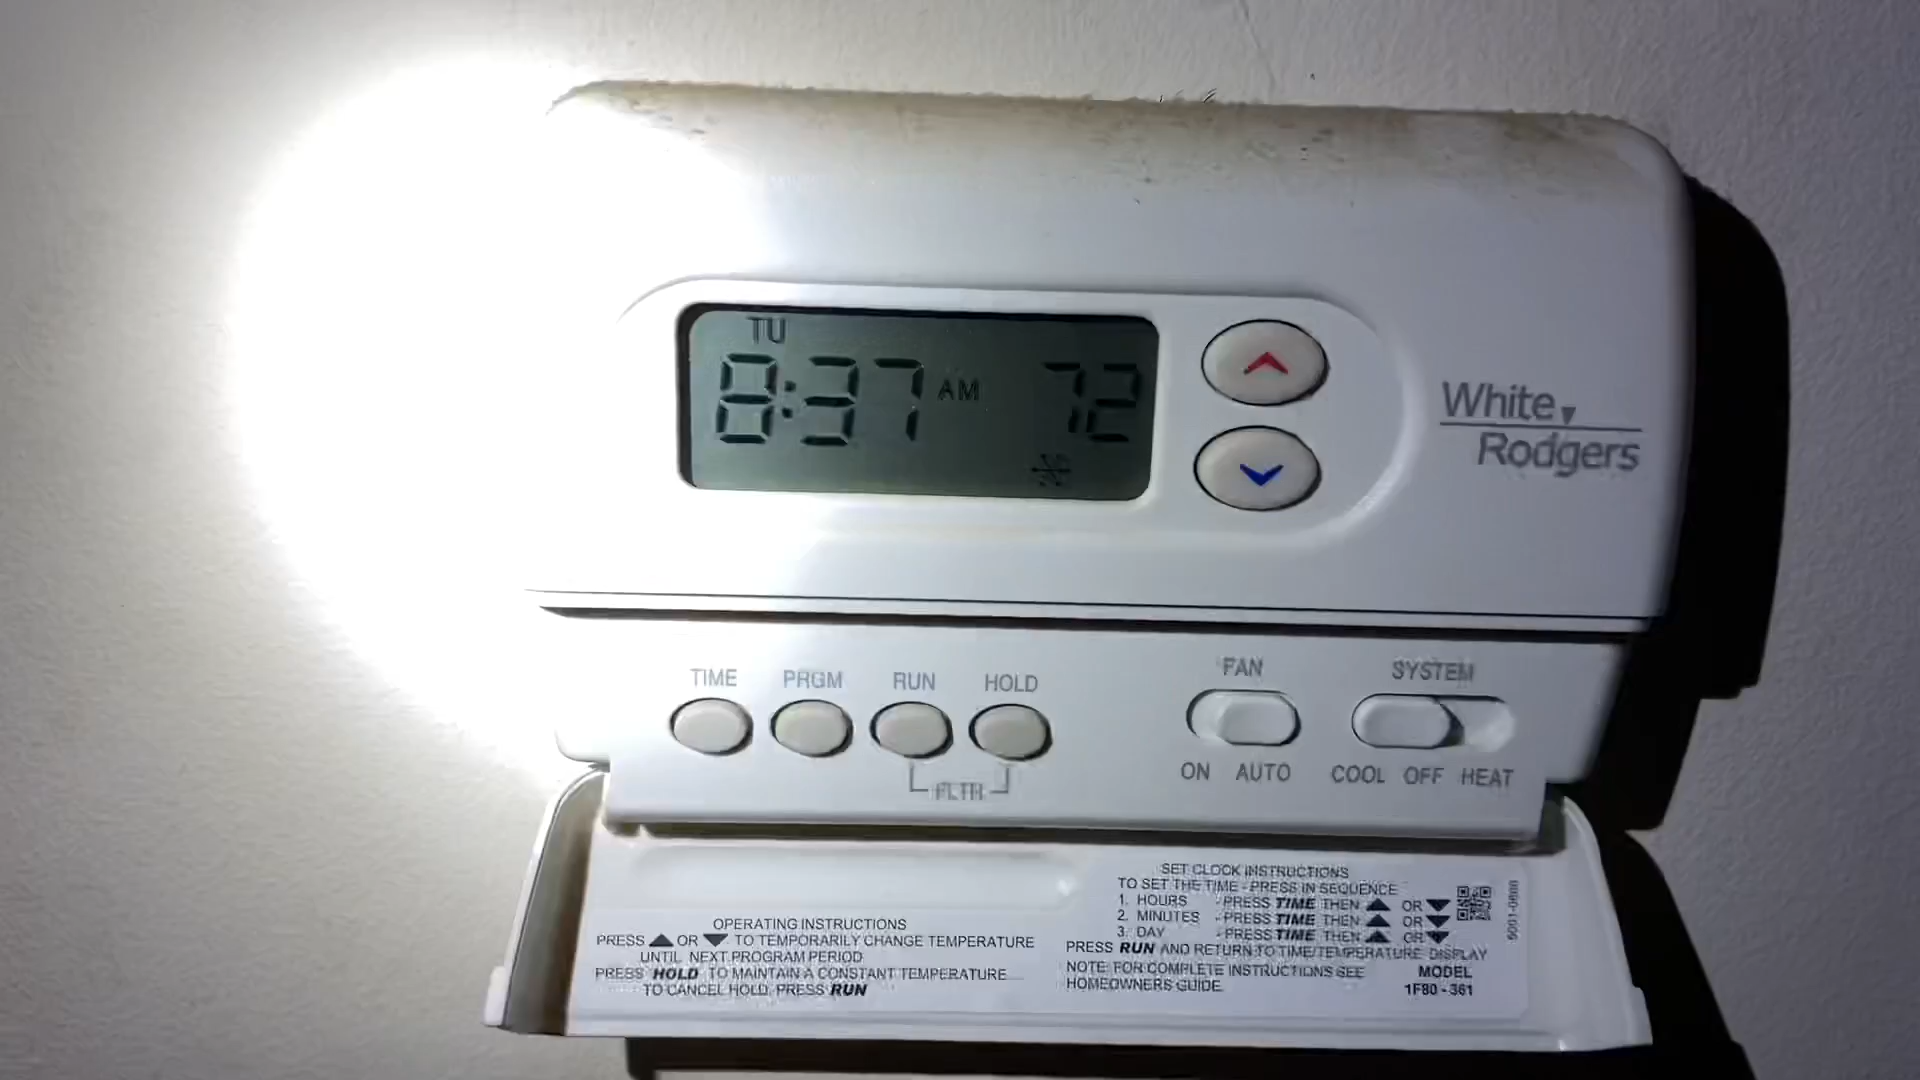 TU
8:37 AM 72
White
Rodgers
TIME PRGM RUN HOLD FAN SYSTEM
FLTR
ON AUTO COOL OFF HEAT
OPERATING INSTRUCTIONS
PRESS ▲ OR ▼ TO TEMPORARILY CHANGE TEMPERATURE
UNTIL NEXT PROGRAM PERIOD
PRESS HOLD TO MAINTAIN A CONSTANT TEMPERATURE
TO CANCEL HOLD, PRESS RUN
SET CLOCK INSTRUCTIONS
TO SET THE TIME - PRESS IN SEQUENCE
1. HOURS - PRESS TIME THEN ▲ OR ▼
2. MINUTES - PRESS TIME THEN ▲ OR ▼
3. DAY - PRESS TIME THEN ▲ OR ▼
PRESS RUN AND RETURN TO TIME/TEMPERATURE DISPLAY
NOTE: FOR COMPLETE INSTRUCTIONS SEE
HOMEOWNERS GUIDE.
MODEL
1F80 - 361